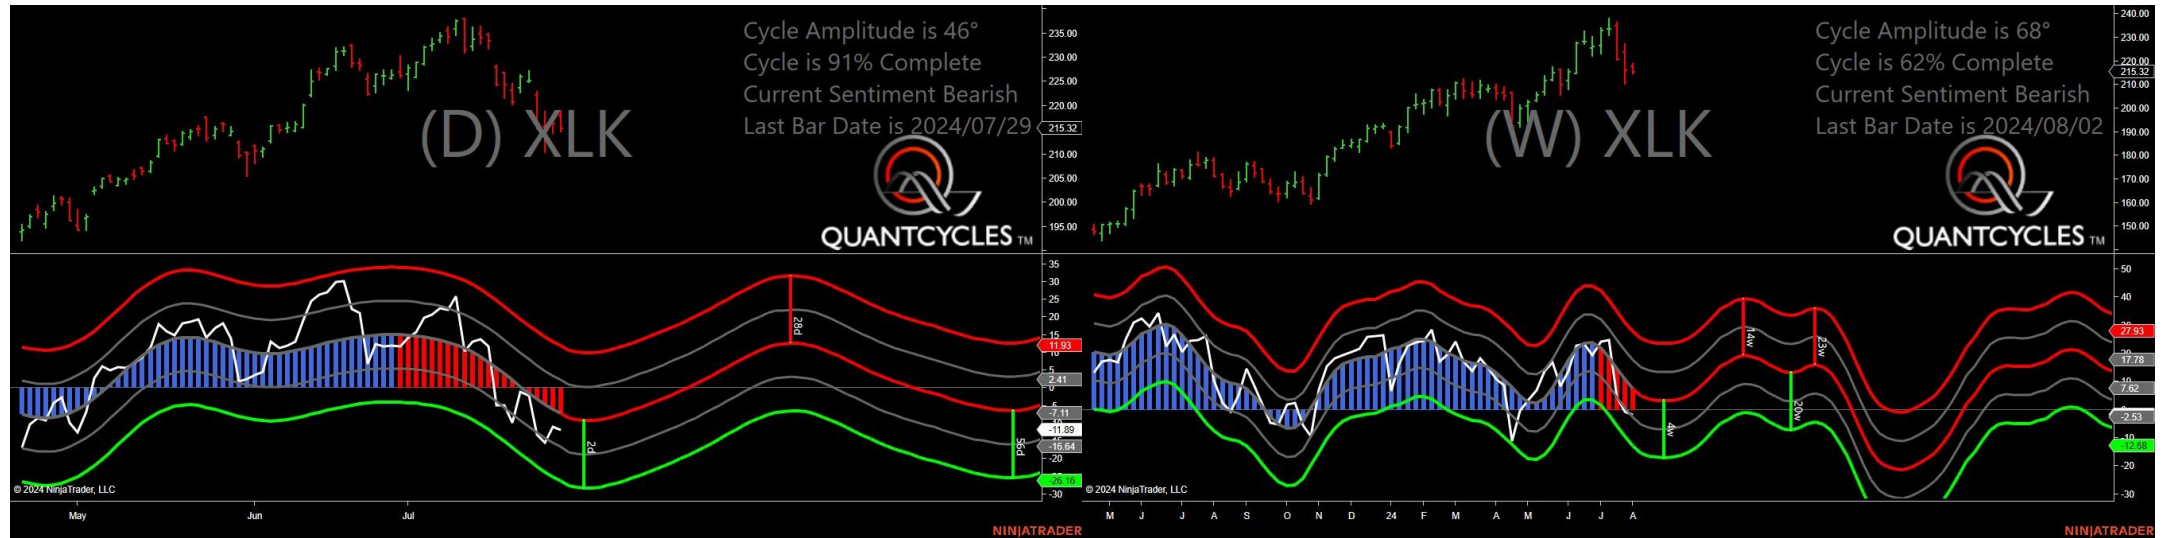 Cycle Amplitude is 46°
Cycle is 91% Complete
Current Sentiment Bearish
Last Bar Date is 2024/07/29
(D) XLK
QUANTCYCLES TM
235.00
230.00
225.00
220.00
215.32
210.00
205.00
200.00
195.00
35
30
25
20
15
11.93
10
5
2.41
0
-5
-7.11
-11.89
-16.64
-20
-26.16
-30
28d
2d
56d
© 2024 NinjaTrader, LLC
May
Jun
Jul
NINJATRADER
Cycle Amplitude is 68°
Cycle is 62% Complete
Current Sentiment Bearish
Last Bar Date is 2024/08/02
(W) XLK
QUANTCYCLES TM
240.00
230.00
220.00
215.32
210.00
200.00
190.00
180.00
170.00
160.00
150.00
50
40
27.93
17.78
10
7.62
-2.53
-10
-12.68
-20
-30
14w
23w
4w
20w
© 2024 NinjaTrader, LLC
M J J A S O N D 24 F M A M J J A
NINJATRADER